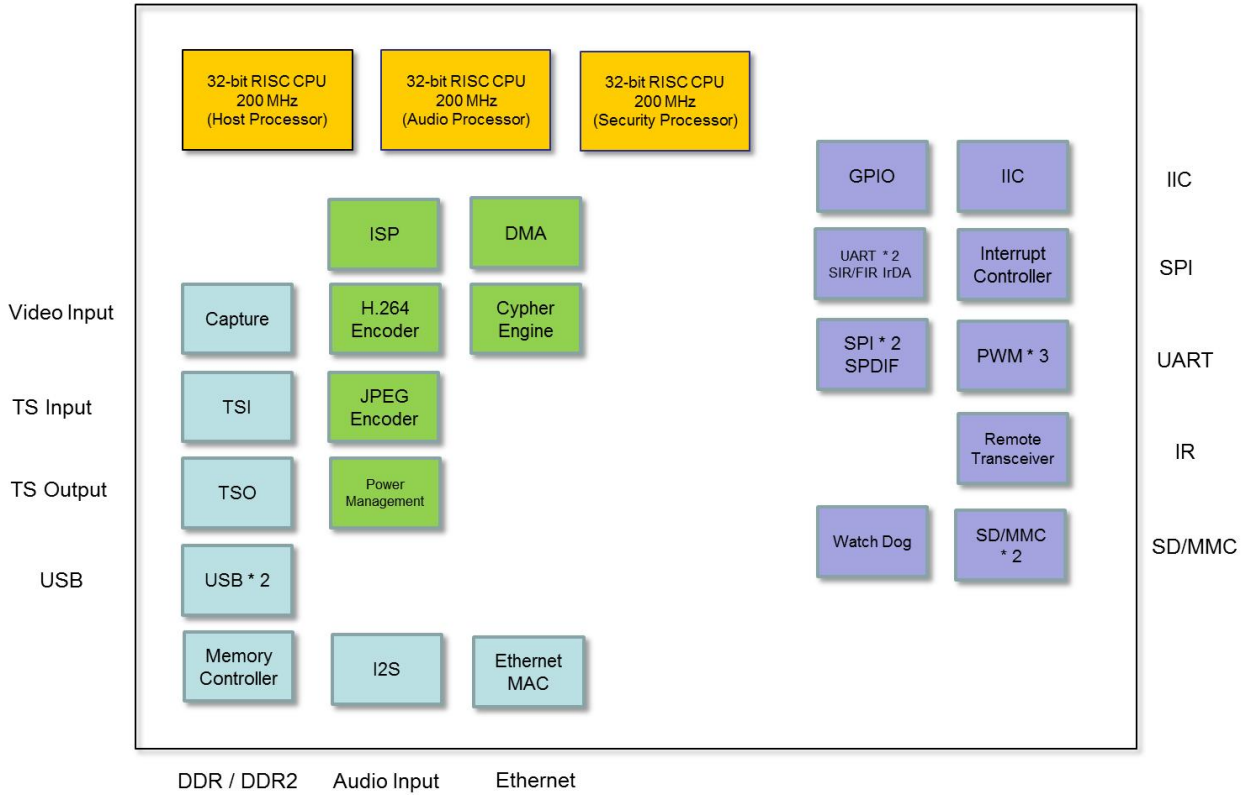 32-bit RISC CPU
200 MHz
(Host Processor)
32-bit RISC CPU
200 MHz
(Audio Processor)
32-bit RISC CPU
200 MHz
(Security Processor)
GPIO
IIC
IIC
ISP
DMA
UART * 2
SIR/FIR IrDA
Interrupt
Controller
SPI
Video Input
Capture
H.264
Encoder
Cypher
Engine
SPI * 2
SPDIF
PWM * 3
UART
TS Input
TSI
JPEG
Encoder
Remote
Transceiver
IR
TS Output
TSO
Power
Management
Watch Dog
SD/MMC
* 2
SD/MMC
USB
USB * 2
Memory
Controller
I2S
Ethernet
MAC
DDR / DDR2
Audio Input
Ethernet